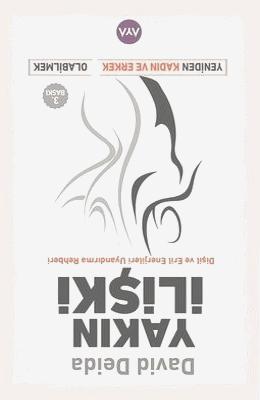 David Deida
YAKIN
İLİŞKİ
Dişil ve Eril Enerjileri Uyandırma Rehberi
3.
BASKI
YENİDEN KADIN VE ERKEK
OLABİLMEK
AYA